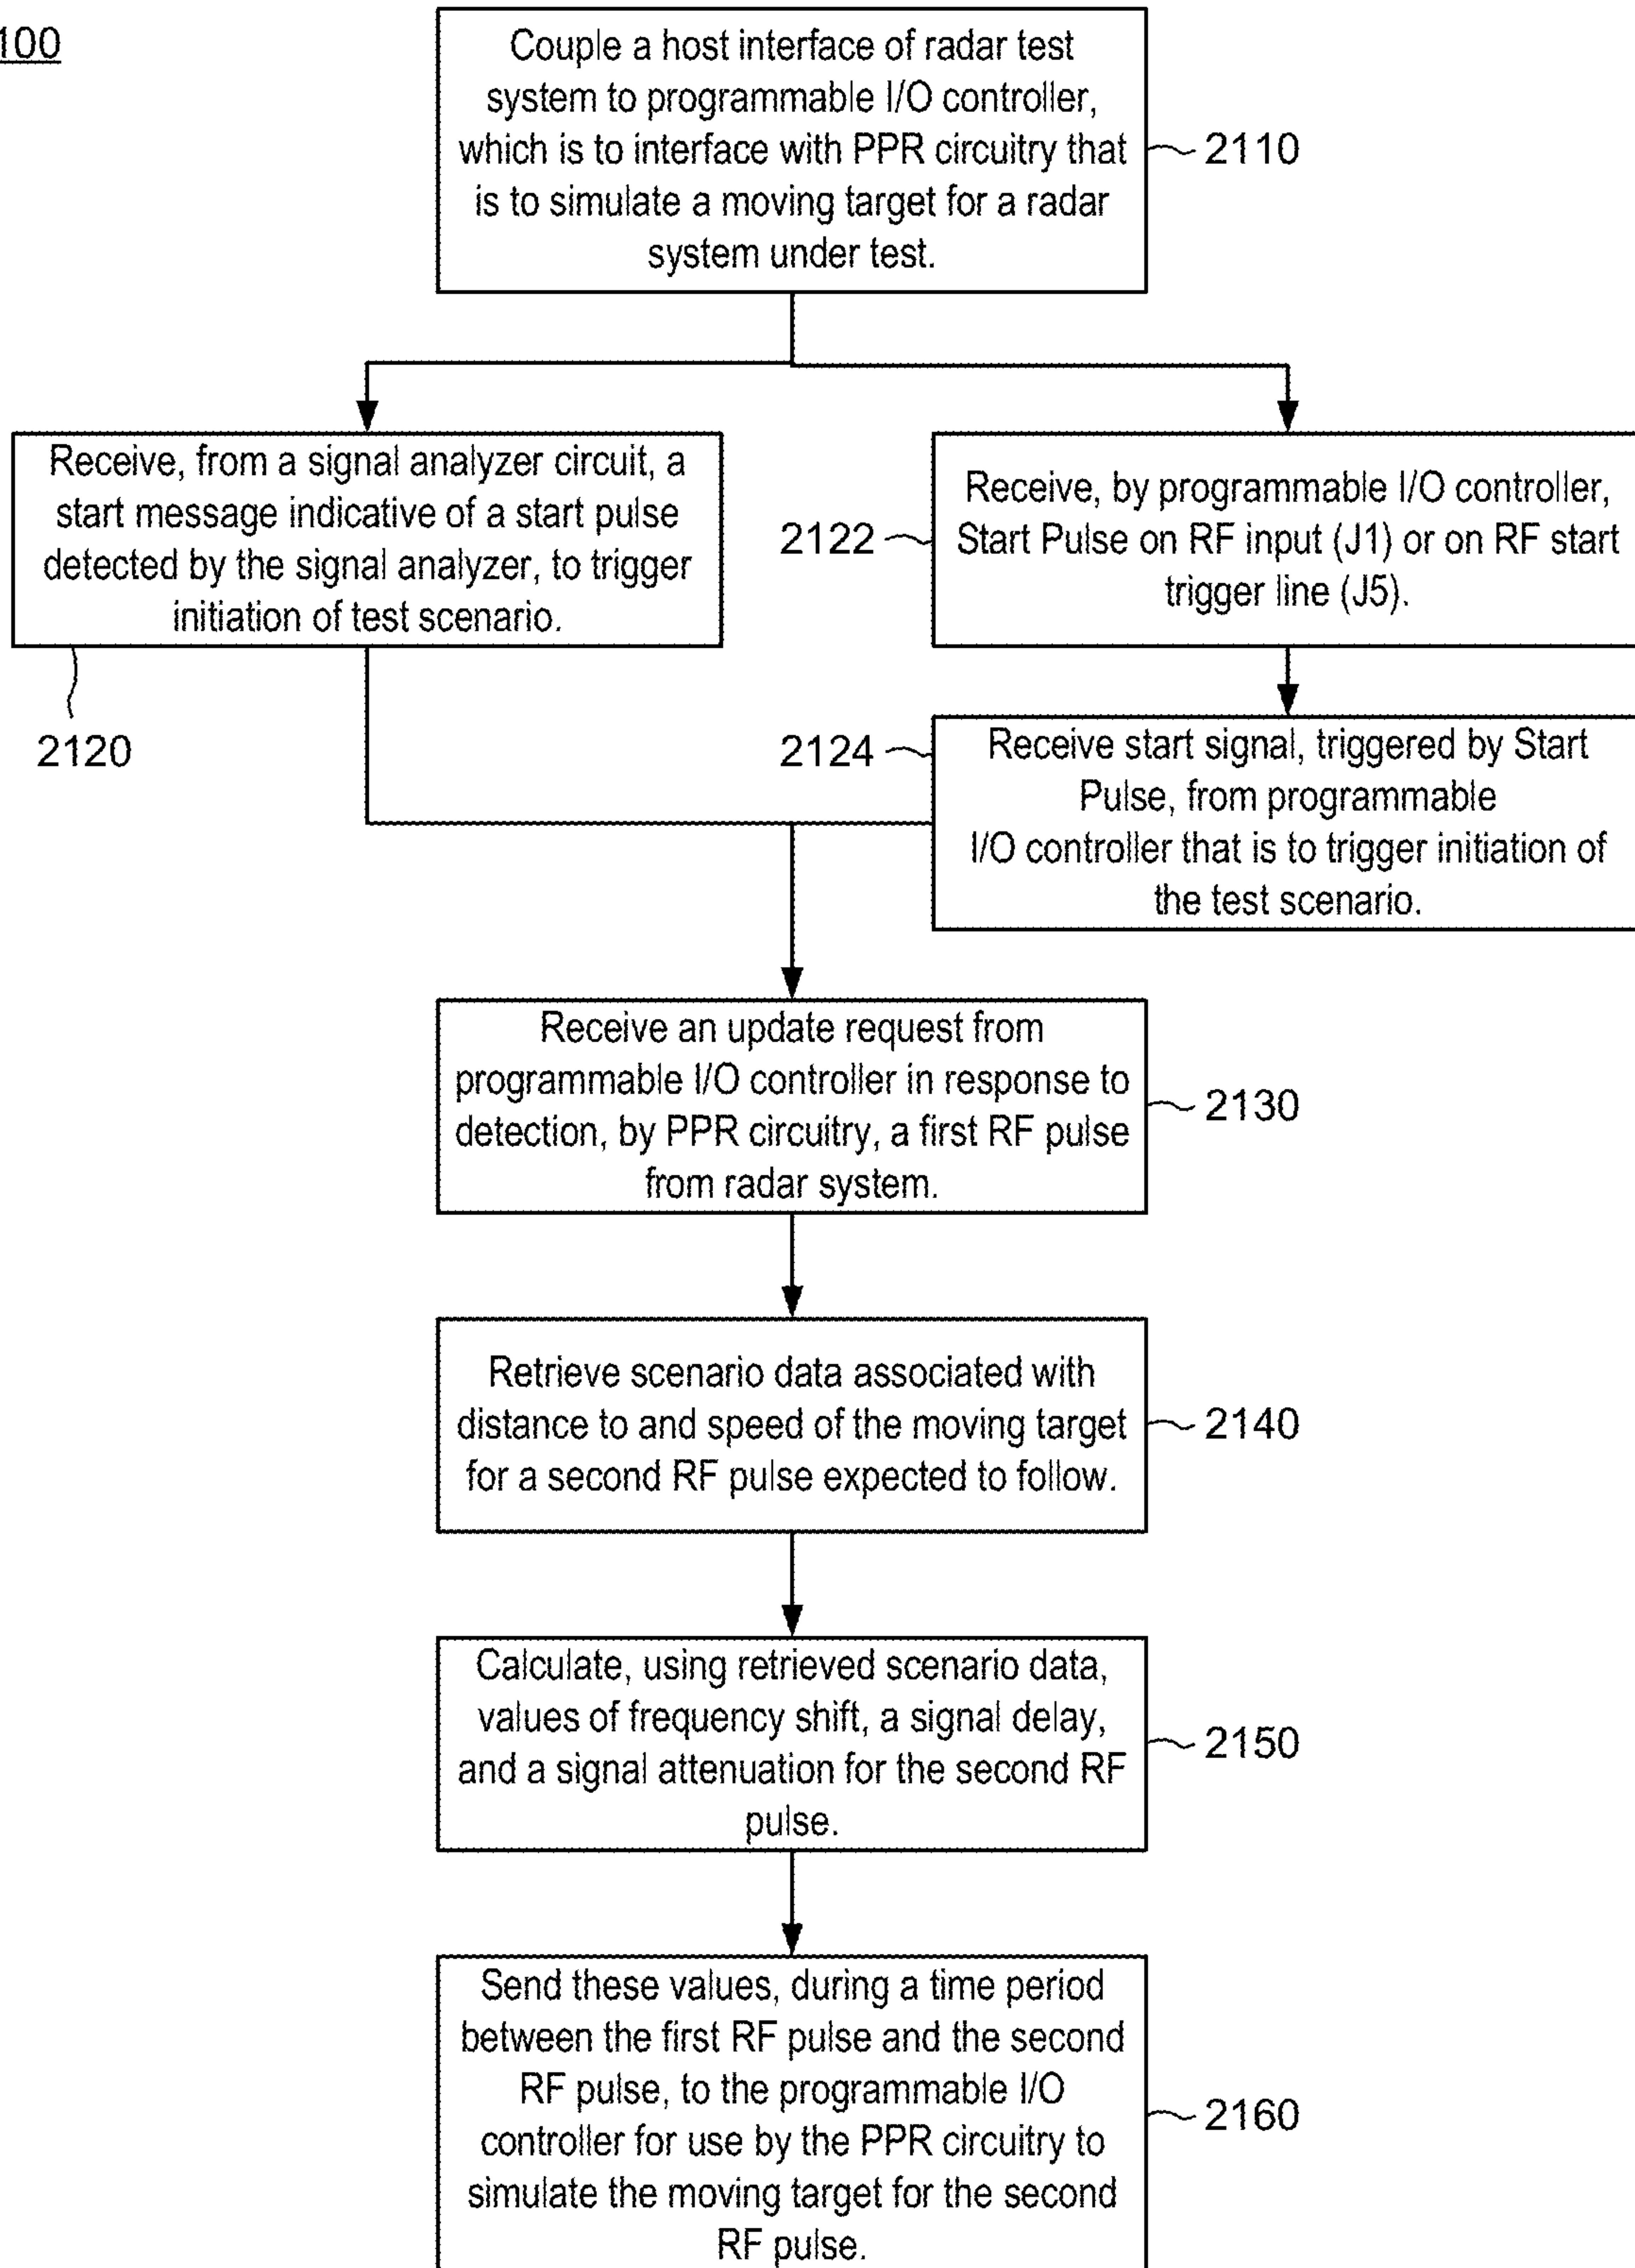 100
Couple a host interface of radar test
system to programmable I/O controller,
which is to interface with PPR circuitry that
is to simulate a moving target for a radar
system under test.
2110
Receive, from a signal analyzer circuit, a
start message indicative of a start pulse
detected by the signal analyzer, to trigger
initiation of test scenario.
2120
2122
Receive, by programmable I/O controller,
Start Pulse on RF input (J1) or on RF start
trigger line (J5).
2124
Receive start signal, triggered by Start
Pulse, from programmable
I/O controller that is to trigger initiation of
the test scenario.
Receive an update request from
programmable I/O controller in response to
detection, by PPR circuitry, a first RF pulse
from radar system.
2130
Retrieve scenario data associated with
distance to and speed of the moving target
for a second RF pulse expected to follow.
2140
Calculate, using retrieved scenario data,
values of frequency shift, a signal delay,
and a signal attenuation for the second RF
pulse.
2150
Send these values, during a time period
between the first RF pulse and the second
RF pulse, to the programmable I/O
controller for use by the PPR circuitry to
simulate the moving target for the second
RF pulse.
2160